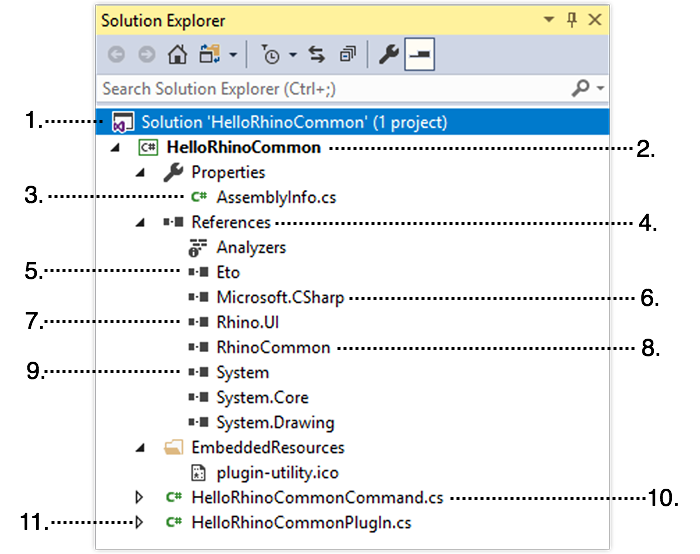 Solution Explorer
Search Solution Explorer (Ctrl+;)
1. Solution 'HelloRhinoCommon' (1 project)
C# HelloRhinoCommon 2.
Properties
3. C# AssemblyInfo.cs
References 4.
Analyzers
5. Eto
Microsoft.CSharp 6.
7. Rhino.UI
RhinoCommon 8.
9. System
System.Core
System.Drawing
EmbeddedResources
plugin-utility.ico
C# HelloRhinoCommonCommand.cs 10.
11. C# HelloRhinoCommonPlugIn.cs